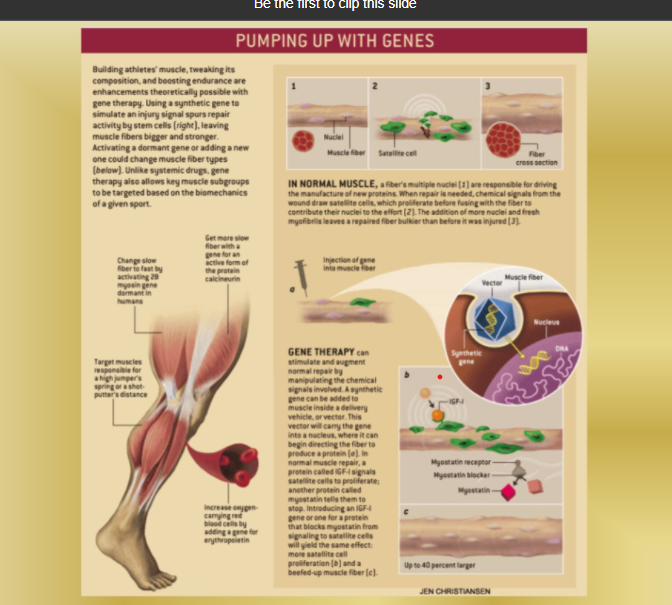 Be the first to clip this slide
PUMPING UP WITH GENES
Building athletes' muscle, tweaking its
composition, and boosting endurance are
enhancements theoretically possible with
gene therapy. Using a synthetic gene to
simulate an injury signal spurs repair
activity by stem cells (right), leaving
muscle fibers bigger and stronger.
Activating a dormant gene or adding a new
one could change muscle fiber types
(below). Unlike systemic drugs, gene
therapy also allows key muscle subgroups
to be targeted based on the biomechanics
of a given sport.
1
2
3
Nuclei
Muscle fiber
Satellite cell
Fiber
cross section
IN NORMAL MUSCLE, a fiber's multiple nuclei (1) are responsible for driving
the manufacture of new proteins. When repair is needed, chemical signals from the
wound draw satellite cells, which proliferate before fusing with the fiber to
contribute their nuclei to the effort (2). The addition of more nuclei and fresh
myofibrils leaves a repaired fiber bulkier than before it was injured (3).
Get more slow
fiber with a
gene for an
active form of
the protein
calcineurin
Change slow
fiber to fast by
activating 2B
myosin gene
dormant in
humans
Target muscles
responsible for
a high jumper's
spring or a shot-
putter's distance
Increase oxygen-
carrying red
blood cells by
adding a gene for
erythropoietin
Injection of gene
into muscle fiber
a
Vector
Muscle fiber
Nucleus
Synthetic
gene
DNA
GENE THERAPY can
stimulate and augment
normal repair by
manipulating the chemical
signals involved. A synthetic
gene can be added to
muscle inside a delivery
vehicle, or vector. This
vector will carry the gene
into a nucleus, where it can
begin directing the fiber to
produce a protein (a). In
normal muscle repair, a
protein called IGF-I signals
satellite cells to proliferate;
another protein called
myostatin tells them to
stop. Introducing an IGF-I
gene or one for a protein
that blocks myostatin from
signaling to satellite cells
will yield the same effect:
more satellite cell
proliferation (b) and a
beefed-up muscle fiber (c).
b
IGF-I
Myostatin receptor
Myostatin blocker
Myostatin
c
Up to 40 percent larger
JEN CHRISTIANSEN